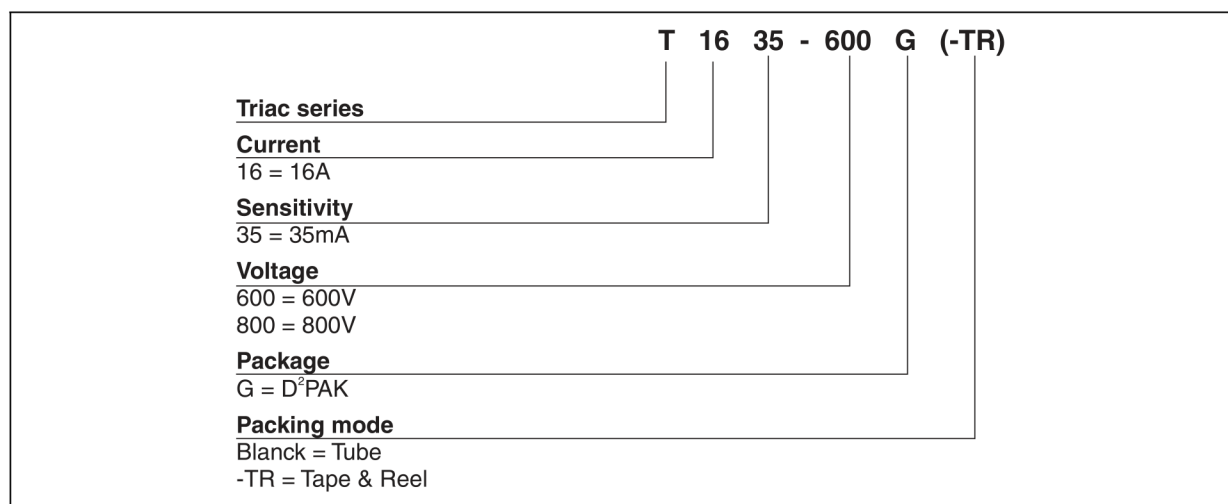 T 16 35 - 600 G (-TR)
Triac series
Current
16 = 16A
Sensitivity
35 = 35mA
Voltage
600 = 600V
800 = 800V
Package
G = D²PAK
Packing mode
Blanck = Tube
-TR = Tape & Reel